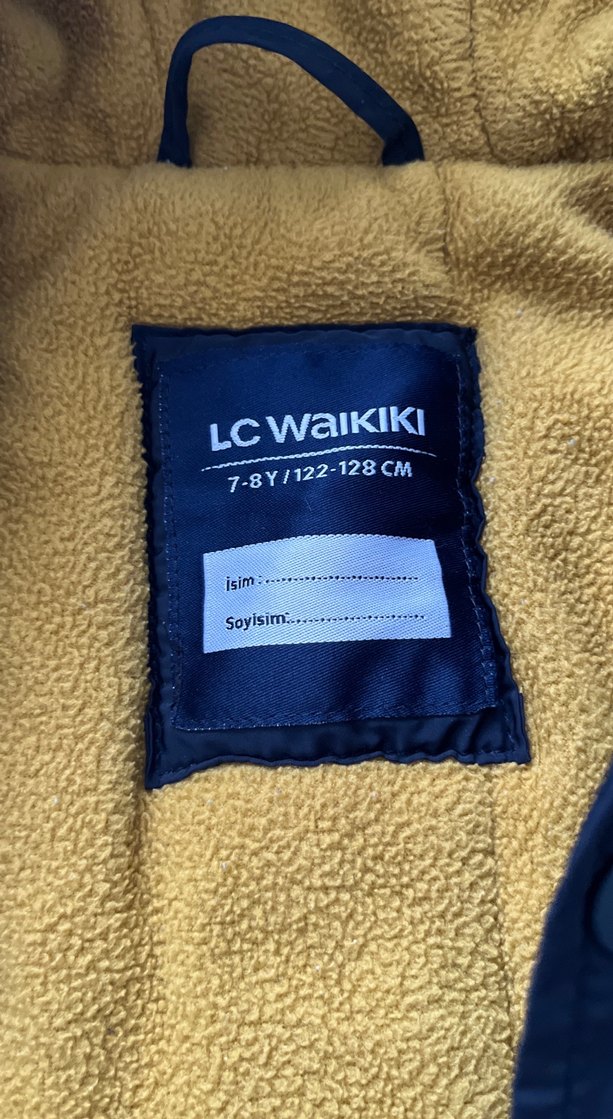 LC WAIKIKI
7-8 Y / 122-128 CM
İsim :........................................
Soyisim:........................................